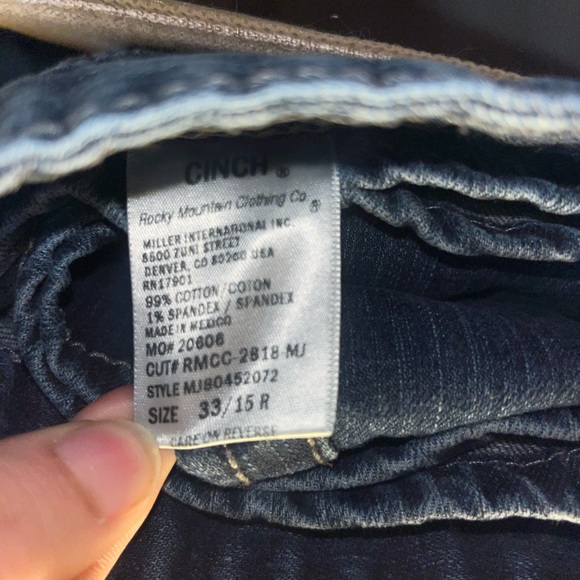 CINCH ®
Rocky Mountain Clothing Co. ®
MILLER INTERNATIONAL INC.
8500 ZUNI STREET
DENVER, CO 80260 USA
RN17901
99% COTTON / COTON
1% SPANDEX / SPANDEX
MADE IN MEXICO
MO# 20606
CUT# RMCC-2818 MJ
STYLE MJ80452072
SIZE 33/15 R
CARE ON REVERSE